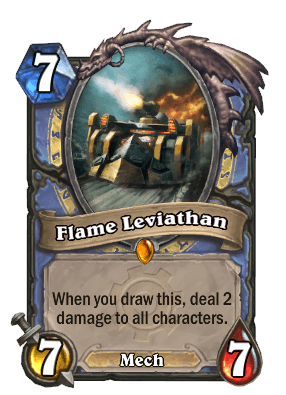 7
Flame Leviathan
When you draw this, deal 2
damage to all characters.
7
Mech
7